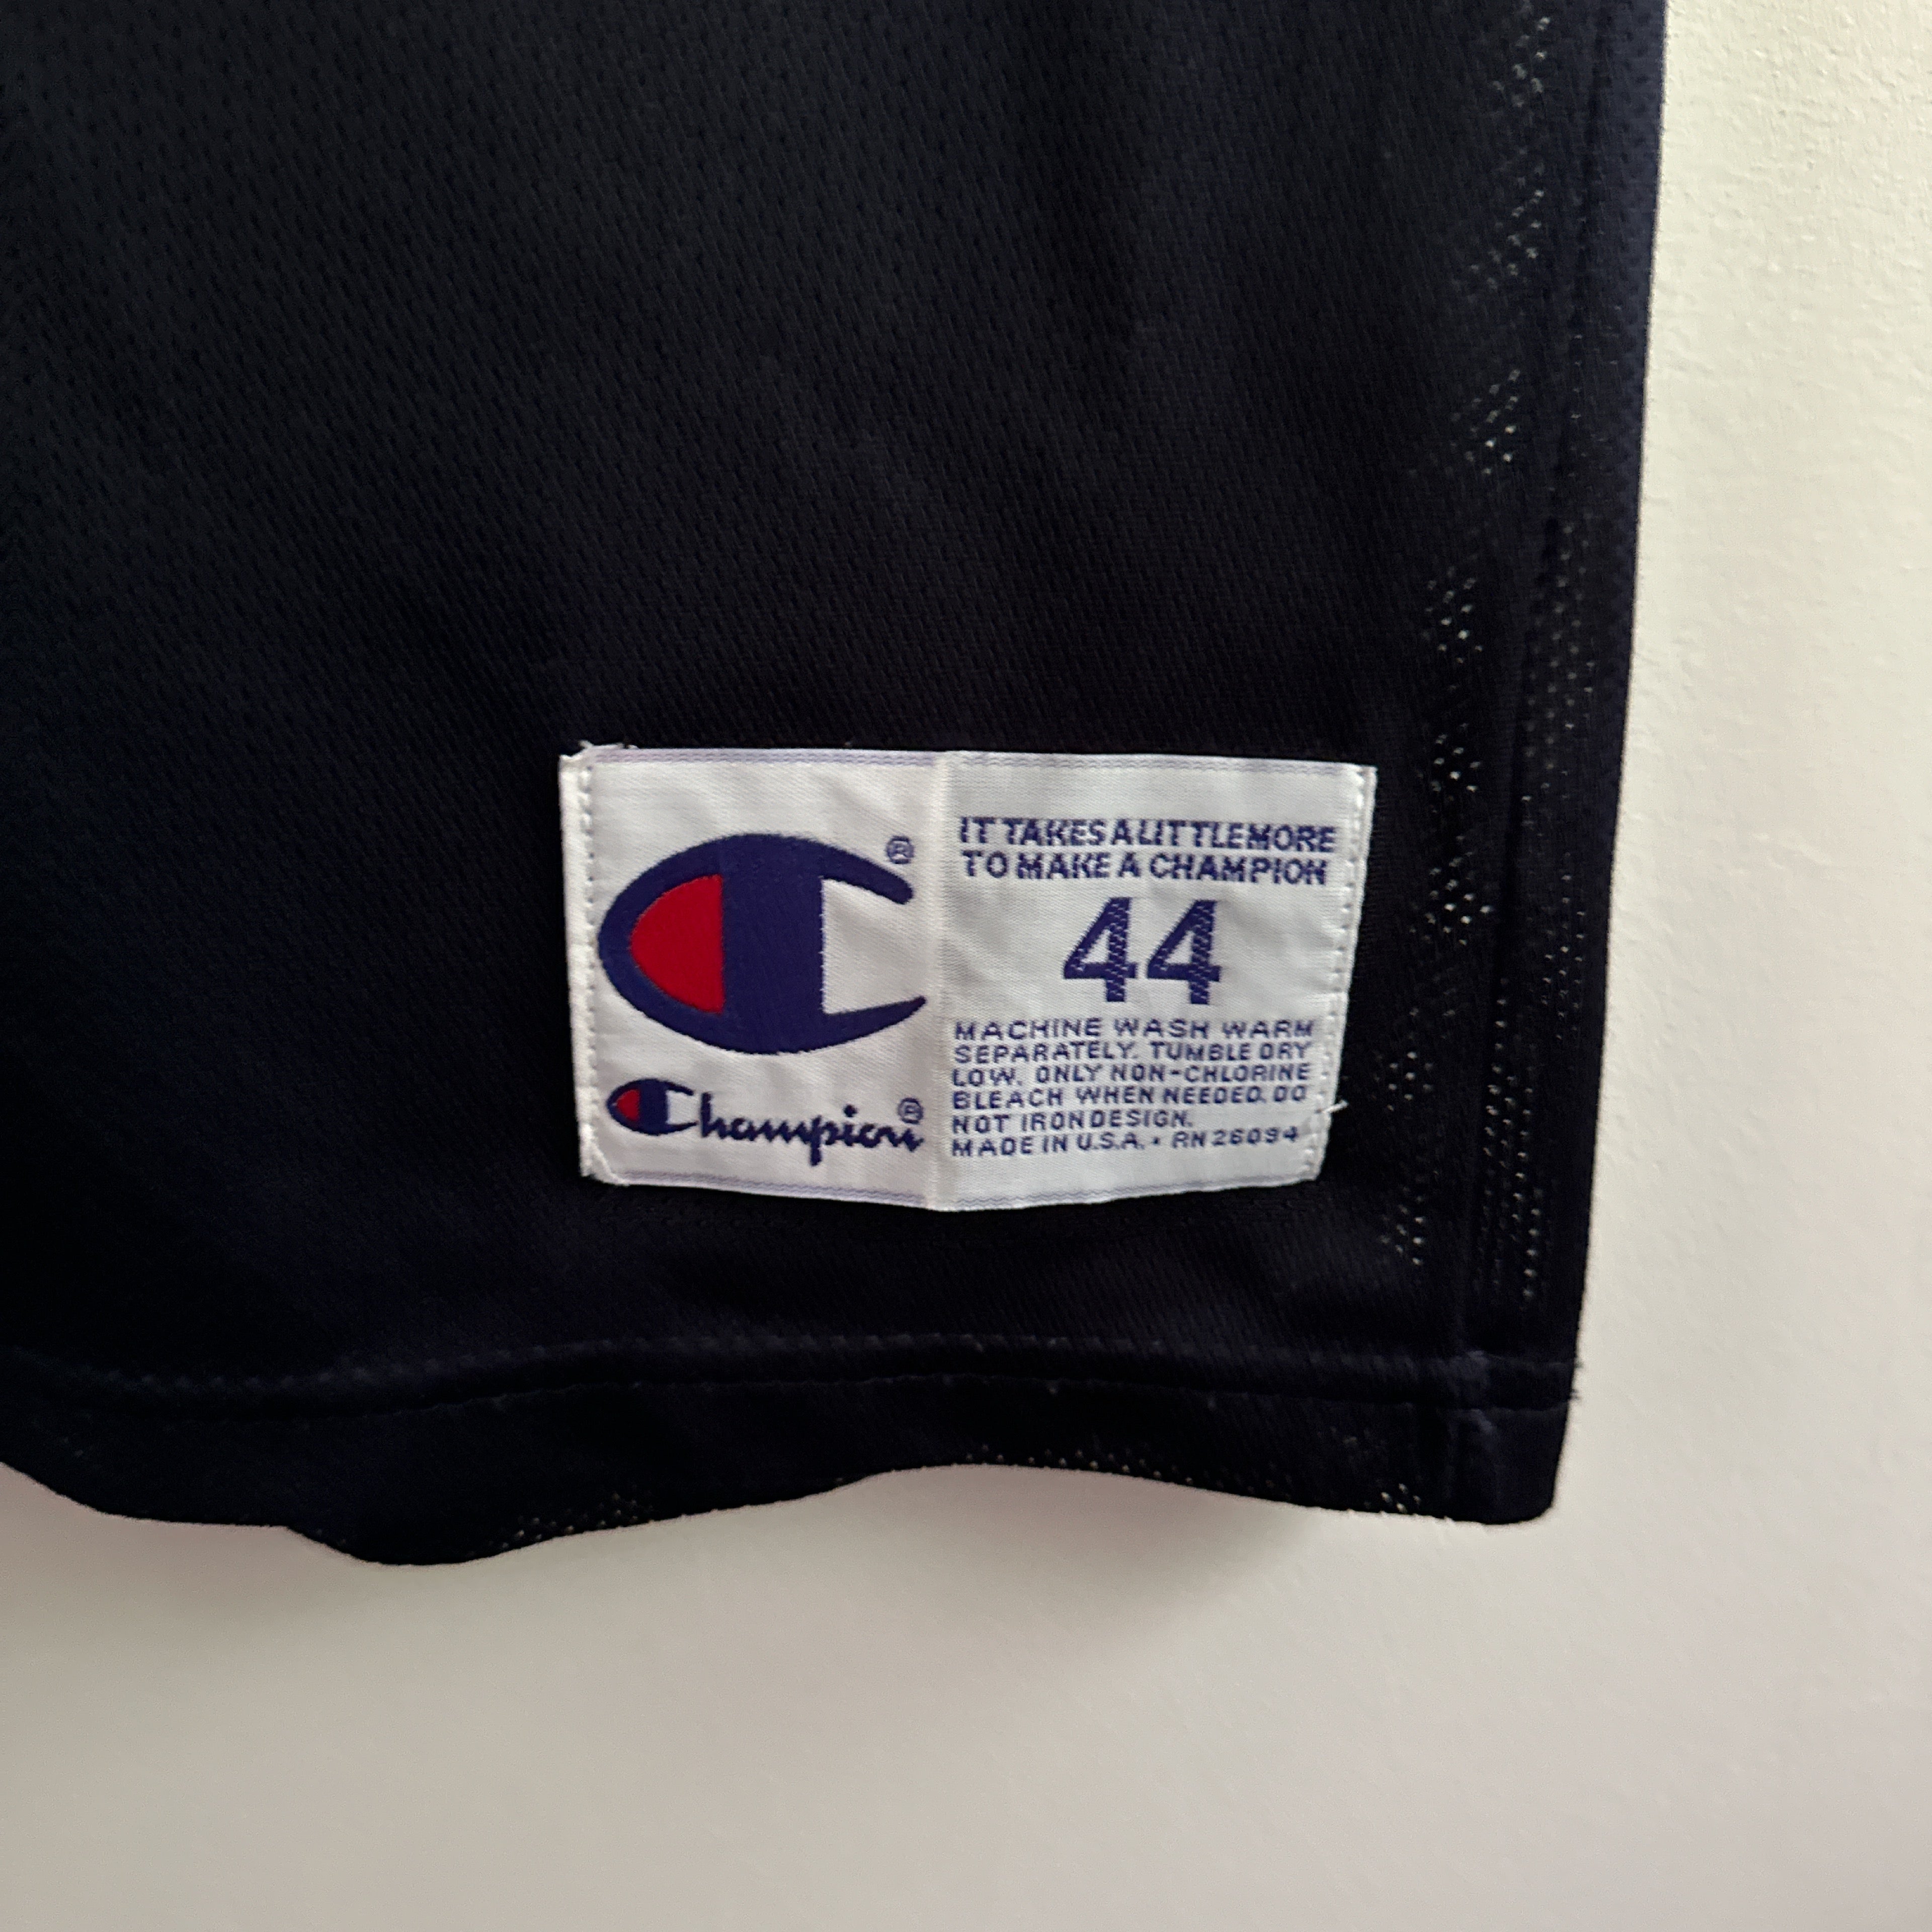 ®
Champion®
IT TAKES A LITTLE MORE
TO MAKE A CHAMPION
44
MACHINE WASH WARM
SEPARATELY. TUMBLE DRY
LOW. ONLY NON-CHLORINE
BLEACH WHEN NEEDED. DO
NOT IRON DESIGN.
MADE IN U.S.A. • RN 26094